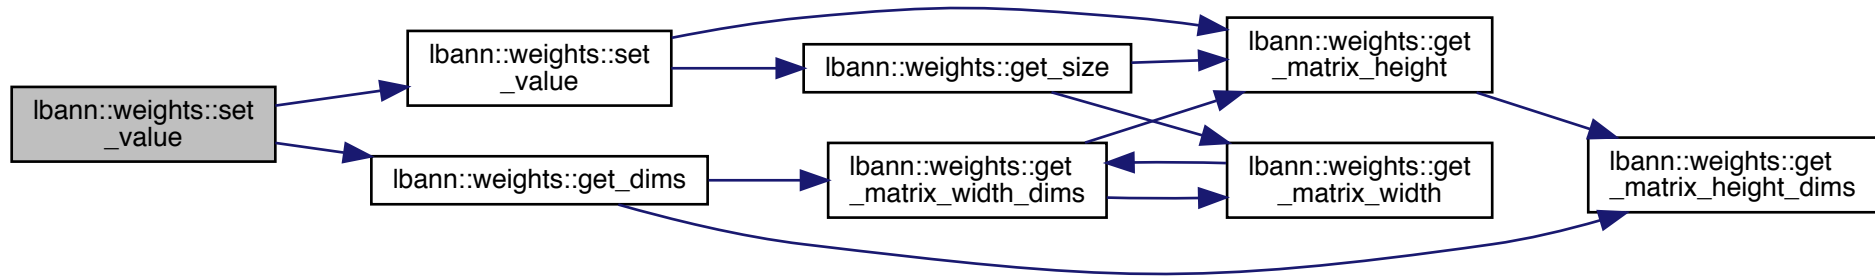 lbann::weights::set
_value
lbann::weights::set
_value
lbann::weights::get_dims
lbann::weights::get_size
lbann::weights::get
_matrix_width_dims
lbann::weights::get
_matrix_height
lbann::weights::get
_matrix_width
lbann::weights::get
_matrix_height_dims